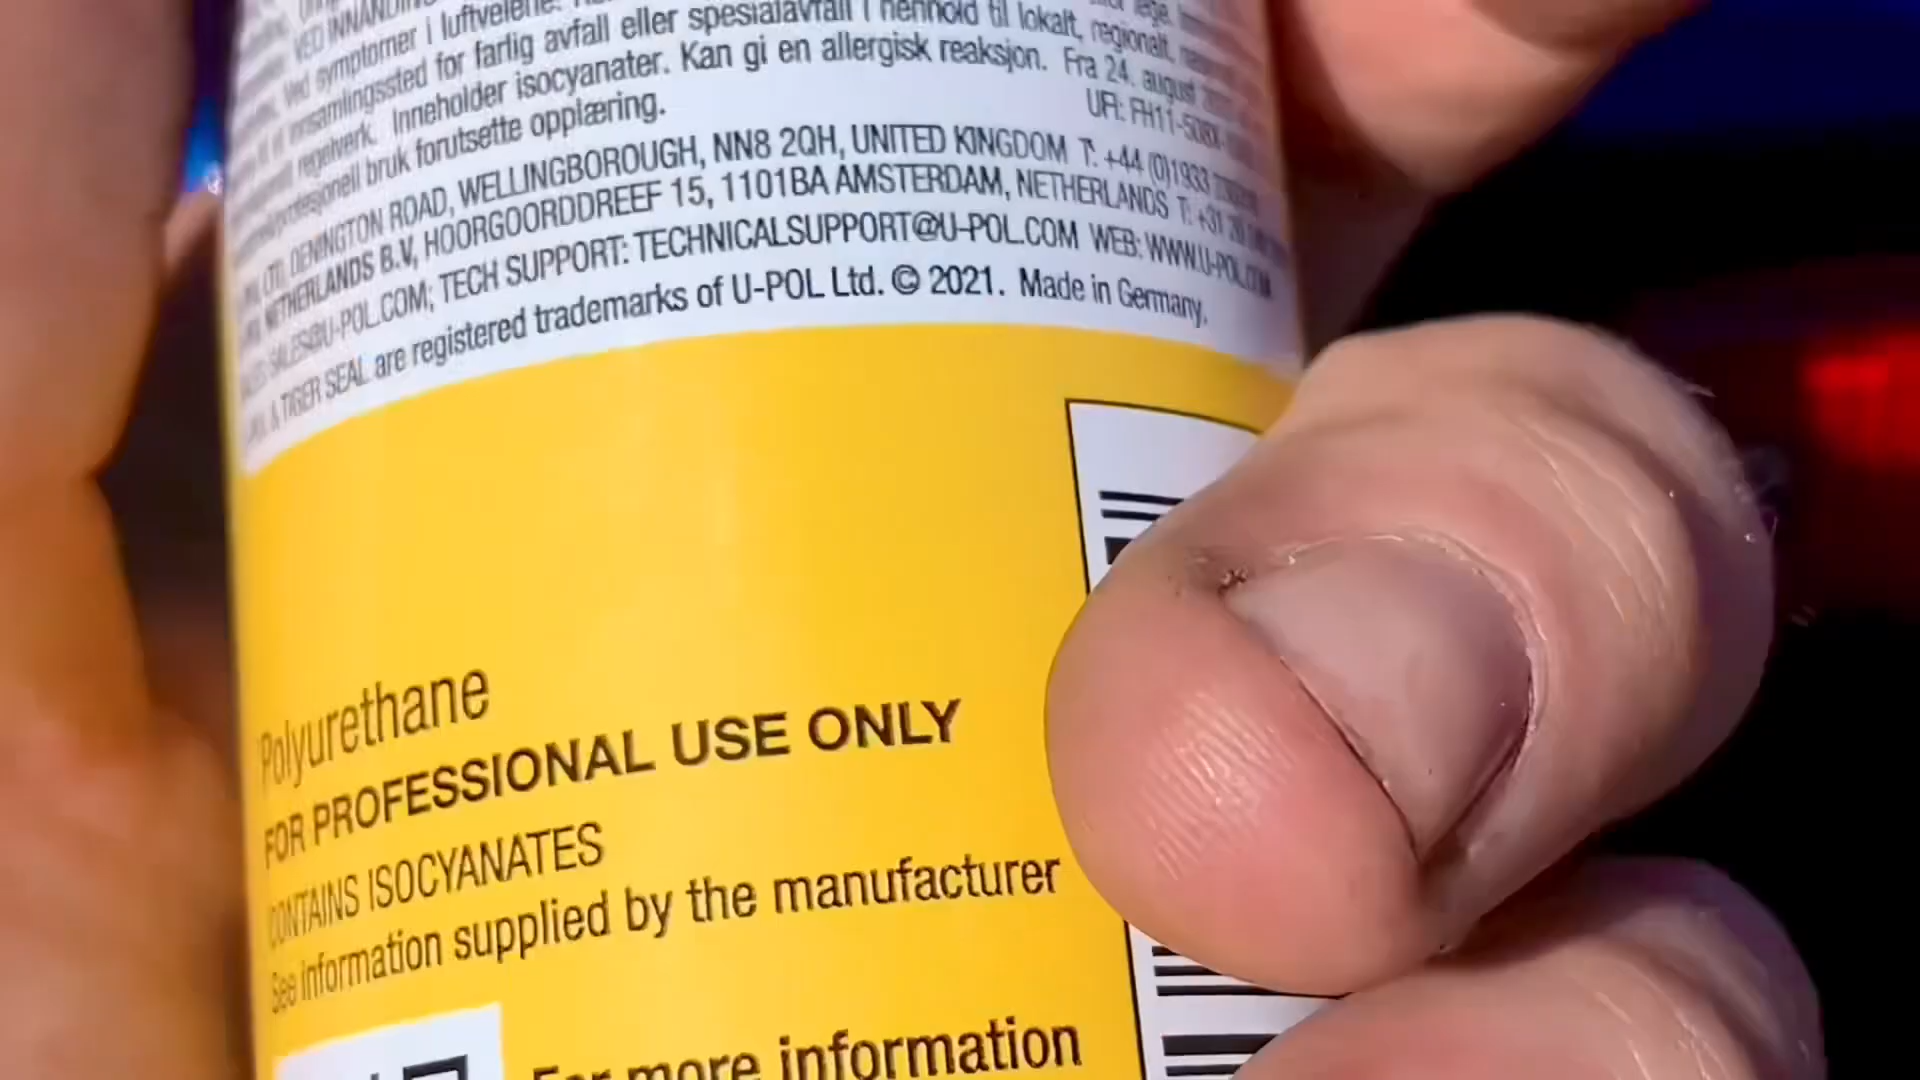 VED INNÅNDING
Ved symptomer i luftveiene:
innsamlingssted for farlig avfall eller spesialavfall i henhold til lokalt, regionalt,
regelverk. Inneholder isocyanater. Kan gi en allergisk reaksjon. Fra 24. august
bruk forutsette opplæring.
UFI: FH11-
LTD, DENINGTON ROAD, WELLINGBOROUGH, NN8 2QH, UNITED KINGDOM T: +44 (0)1933
NETHERLANDS B.V, HOORGOORDDREEF 15, 1101BA AMSTERDAM, NETHERLANDS T: +31 20
SALES@U-POL.COM; TECH SUPPORT: TECHNICALSUPPORT@U-POL.COM WEB: WWW.U-POL.COM
& TIGER SEAL are registered trademarks of U-POL Ltd. © 2021. Made in Germany.
Polyurethane
FOR PROFESSIONAL USE ONLY
CONTAINS ISOCYANATES
See information supplied by the manufacturer
For more information